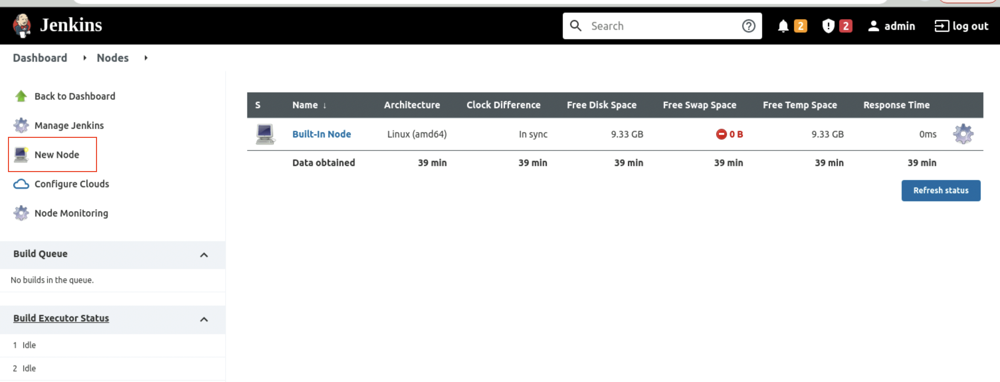 Jenkins
Search
2
2
admin
log out
Dashboard
Nodes
Back to Dashboard
Manage Jenkins
New Node
Configure Clouds
Node Monitoring
Build Queue
No builds in the queue.
Build Executor Status
1 Idle
2 Idle
S Name ↓ Architecture Clock Difference Free Disk Space Free Swap Space Free Temp Space Response Time
Built-In Node Linux (amd64) In sync 9.33 GB 0 B 9.33 GB 0ms
Data obtained 39 min 39 min 39 min 39 min 39 min 39 min
Refresh status